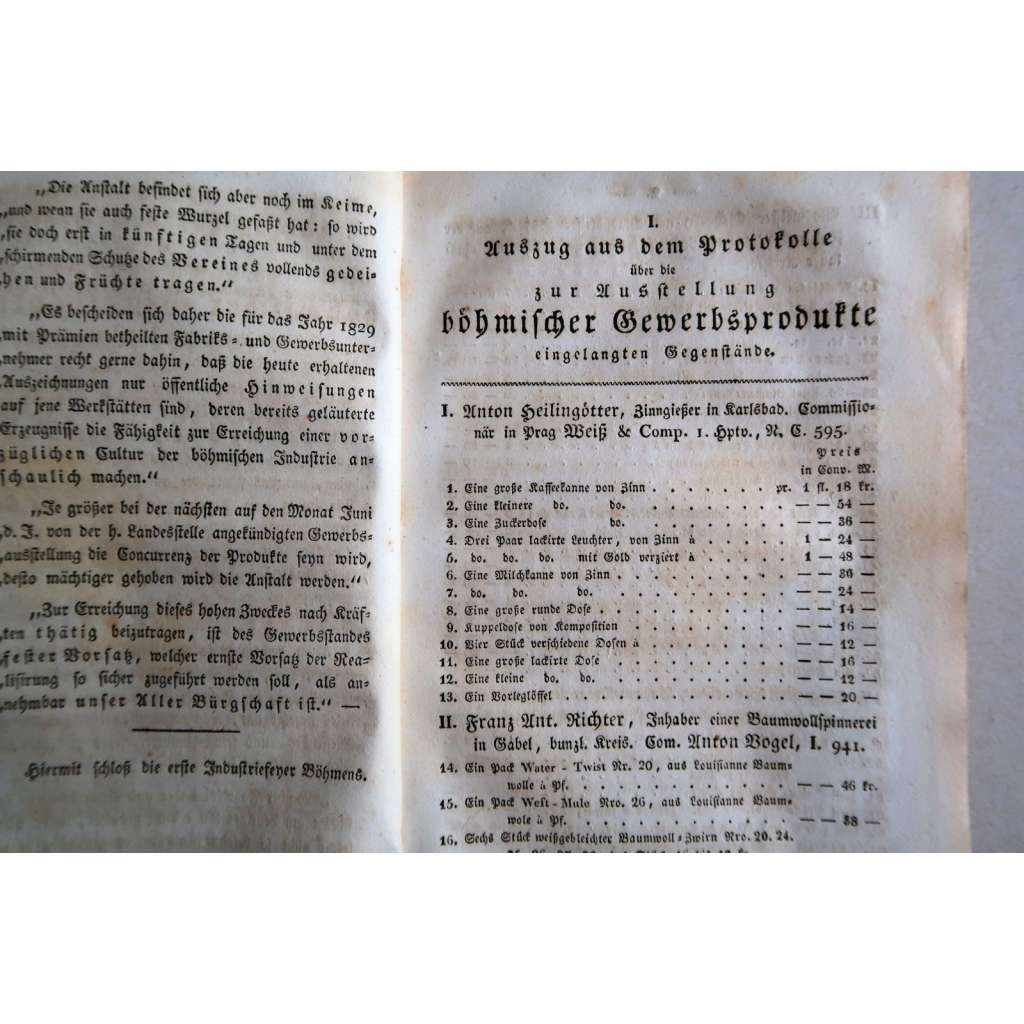 „Die Anstalt befindet sich aber noch im Keime,
„und wenn sie auch feste Wurzel gefaßt hat: so wird
„sie doch erst in künftigen Tagen und unter dem
„schirmenden Schutze des Vereines vollends gedei-
„hen und Früchte tragen.“
„Es bescheiden sich daher die für das Jahr 1829
„mit Prämien betheilten Fabriks- und Gewerbsunter-
„nehmer recht gerne dahin, daß die heute erhaltenen
„Auszeichnungen nur öffentliche Hinweisungen
„auf jene Werkstätten sind, deren bereits geläuterte
„Erzeugnisse die Fähigkeit zur Erreichung einer vor-
„züglichen Cultur der böhmischen Industrie an-
„schaulich machen.“
„Je größer bei der nächsten auf den Monat Juni
„d. J. von der h. Landesstelle angekündigten Gewerbs-
„ausstellung die Concurrenz der Produkte seyn wird,
„desto mächtiger gehoben wird die Anstalt werden.“
„Zur Erreichung dieses hohen Zweckes nach Kräf-
„ten thätig beizutragen, ist des Gewerbsstandes
„fester Vorsatz, welcher ernste Vorsatz der Rea-
„lisirung so sicher zugeführt werden soll, als an-
„nehmbar unser Aller Bürgschaft ist.“ —
Hiermit schloß die erste Industriefeyer Böhmens.
I.
Auszug aus dem Protokolle
über die
zur Ausstellung
böhmischer Gewerbsprodukte
eingelangten Gegenstände.
I. Anton Heilingötter, Zinngießer in Karlsbad. Commissio-
när in Prag Weiß & Comp. 1. Hptv., N. C. 595.
Preis
in Conv. M.
1. Eine große Kaffeekanne von Zinn . . . . . . . pr. 1 fl. 18 kr.
2. Eine kleinere do. do. . . . . . . . . — — 54 —
3. Eine Zuckerdose do. . . . . . . . . — — 36 —
4. Drei Paar lackirte Leuchter, von Zinn à . . . . . 1 — 24 —
5. do. do. do. mit Gold verziert à . . . . . 1 — 48 —
6. Eine Milchkanne von Zinn . . . . . . . . . — — 36 —
7. do. do. do. . . . . . . . . . — — 24 —
8. Eine große runde Dose . . . . . . . . . . — — 14 —
9. Kuppeldose von Komposition . . . . . . . . — — 16 —
10. Vier Stück verschiedene Dosen à . . . . . . . — — 12 —
11. Eine große lackirte Dose . . . . . . . . . — — 16 —
12. Eine kleine do. do. . . . . . . . . . — — 12 —
13. Ein Vorleglöffel . . . . . . . . . . . . — — 20 —
II. Franz Ant. Richter, Inhaber einer Baumwollspinnerei
in Gabel, bunzl. Kreis. Com. Anton Vogel, I. 941.
14. Ein Pack Water-Twist Nr. 20, aus Louisianne Baum-
wolle à Pf. . . . . . . . . . . . . — — 46 kr.
15. Ein Pack Weft-Mule Nro. 26, aus Louisianne Baum-
wole à Pf. . . . . . . . . . . . . — — 38 —
16. Sechs Stück weißgebleichter Baumwoll-Zwirn Nro. 20. 24.